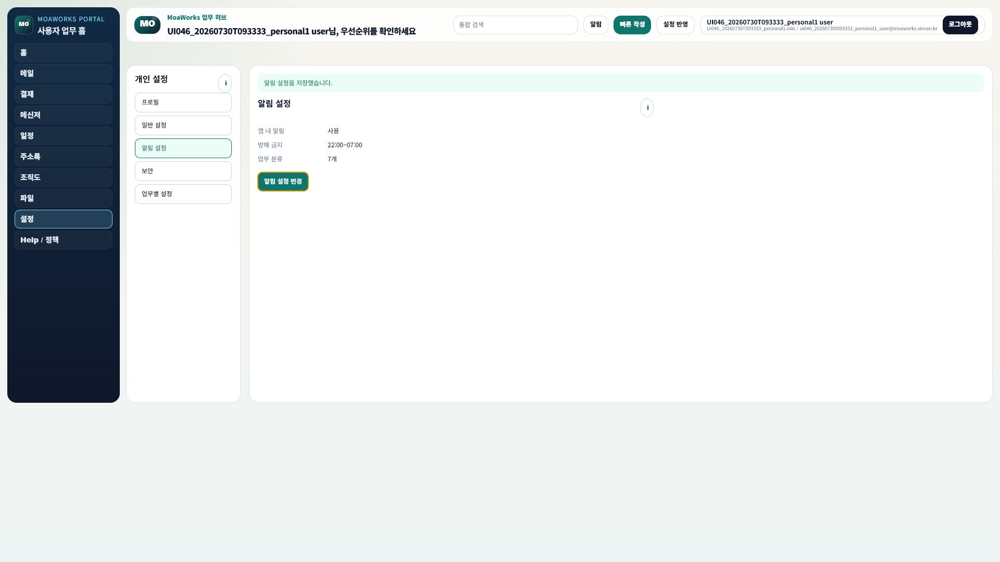 MO
MOAWORKS PORTAL
사용자 업무 홈
홈
메일
결재
메신저
일정
주소록
조직도
파일
설정
Help / 정책
MO
MoaWorks 업무 허브
UI046_20260730T093333_personal1 user님, 우선순위를 확인하세요
통합 검색
알림
빠른 작성
설정 반영
UI046_20260730T093333_personal1 user
UI046_20260730T093333_personal1.role / ui046_20260730t093333_personal1_user@moaworks.sinsan.kr
로그아웃
개인 설정
i
프로필
일반 설정
알림 설정
보안
업무별 설정
알림 설정을 저장했습니다.
알림 설정
i
앱 내 알림 사용
방해 금지 22:00~07:00
업무 분류 7개
알림 설정 변경